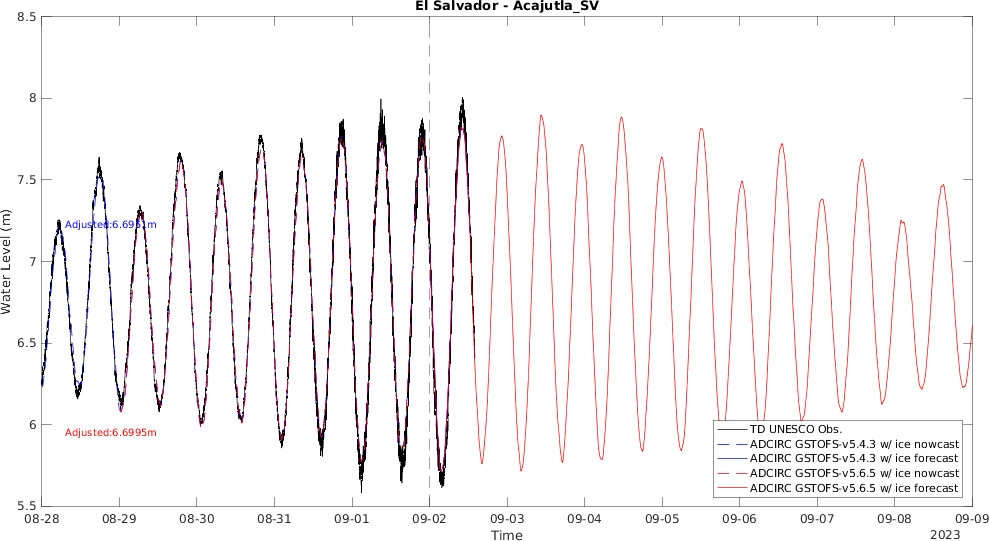 El Salvador - Acajutla_SV
8.5
8
7.5
7
6.5
6
5.5
Water Level (m)
Adjusted:6.6951m
Adjusted:6.6995m
TD UNESCO Obs.
ADCIRC GSTOFS-v5.4.3 w/ ice nowcast
ADCIRC GSTOFS-v5.4.3 w/ ice forecast
ADCIRC GSTOFS-v5.6.5 w/ ice nowcast
ADCIRC GSTOFS-v5.6.5 w/ ice forecast
08-28 08-29 08-30 08-31 09-01 09-02 09-03 09-04 09-05 09-06 09-07 09-08 09-09
Time 2023